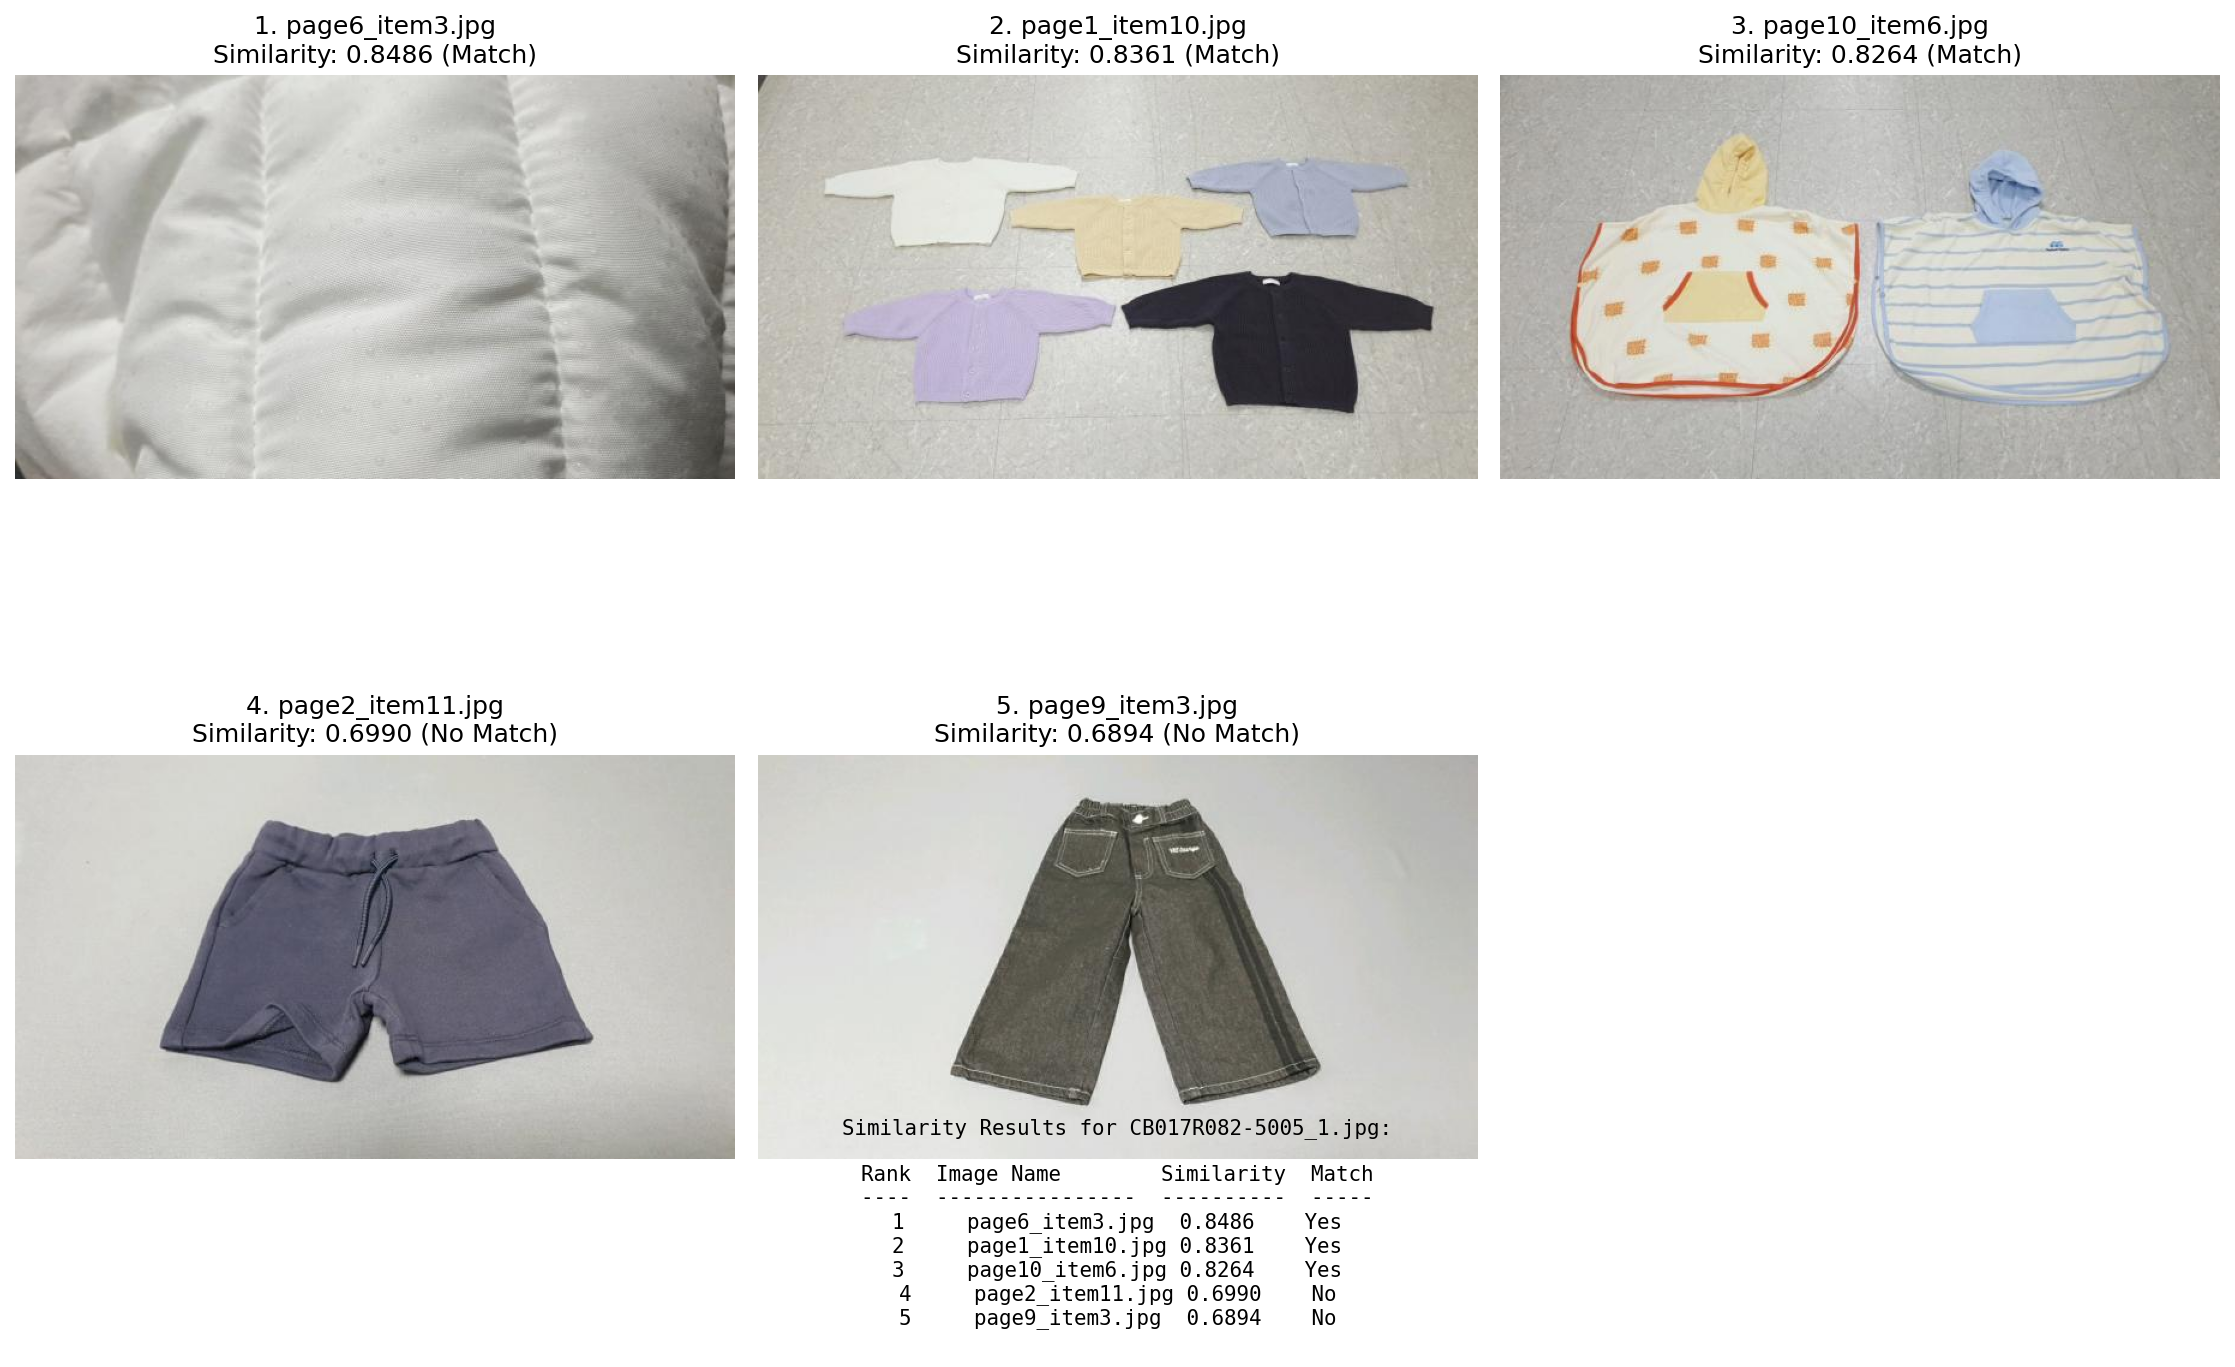 1. page6_item3.jpg
Similarity: 0.8486 (Match)
2. page1_item10.jpg
Similarity: 0.8361 (Match)
3. page10_item6.jpg
Similarity: 0.8264 (Match)
4. page2_item11.jpg
Similarity: 0.6990 (No Match)
5. page9_item3.jpg
Similarity: 0.6894 (No Match)
Similarity Results for CB017R082-5005_1.jpg:
Rank  Image Name        Similarity  Match
----  ----------------  ----------  -----
1     page6_item3.jpg  0.8486    Yes
2     page1_item10.jpg 0.8361    Yes
3     page10_item6.jpg 0.8264    Yes
4     page2_item11.jpg 0.6990    No
5     page9_item3.jpg  0.6894    No